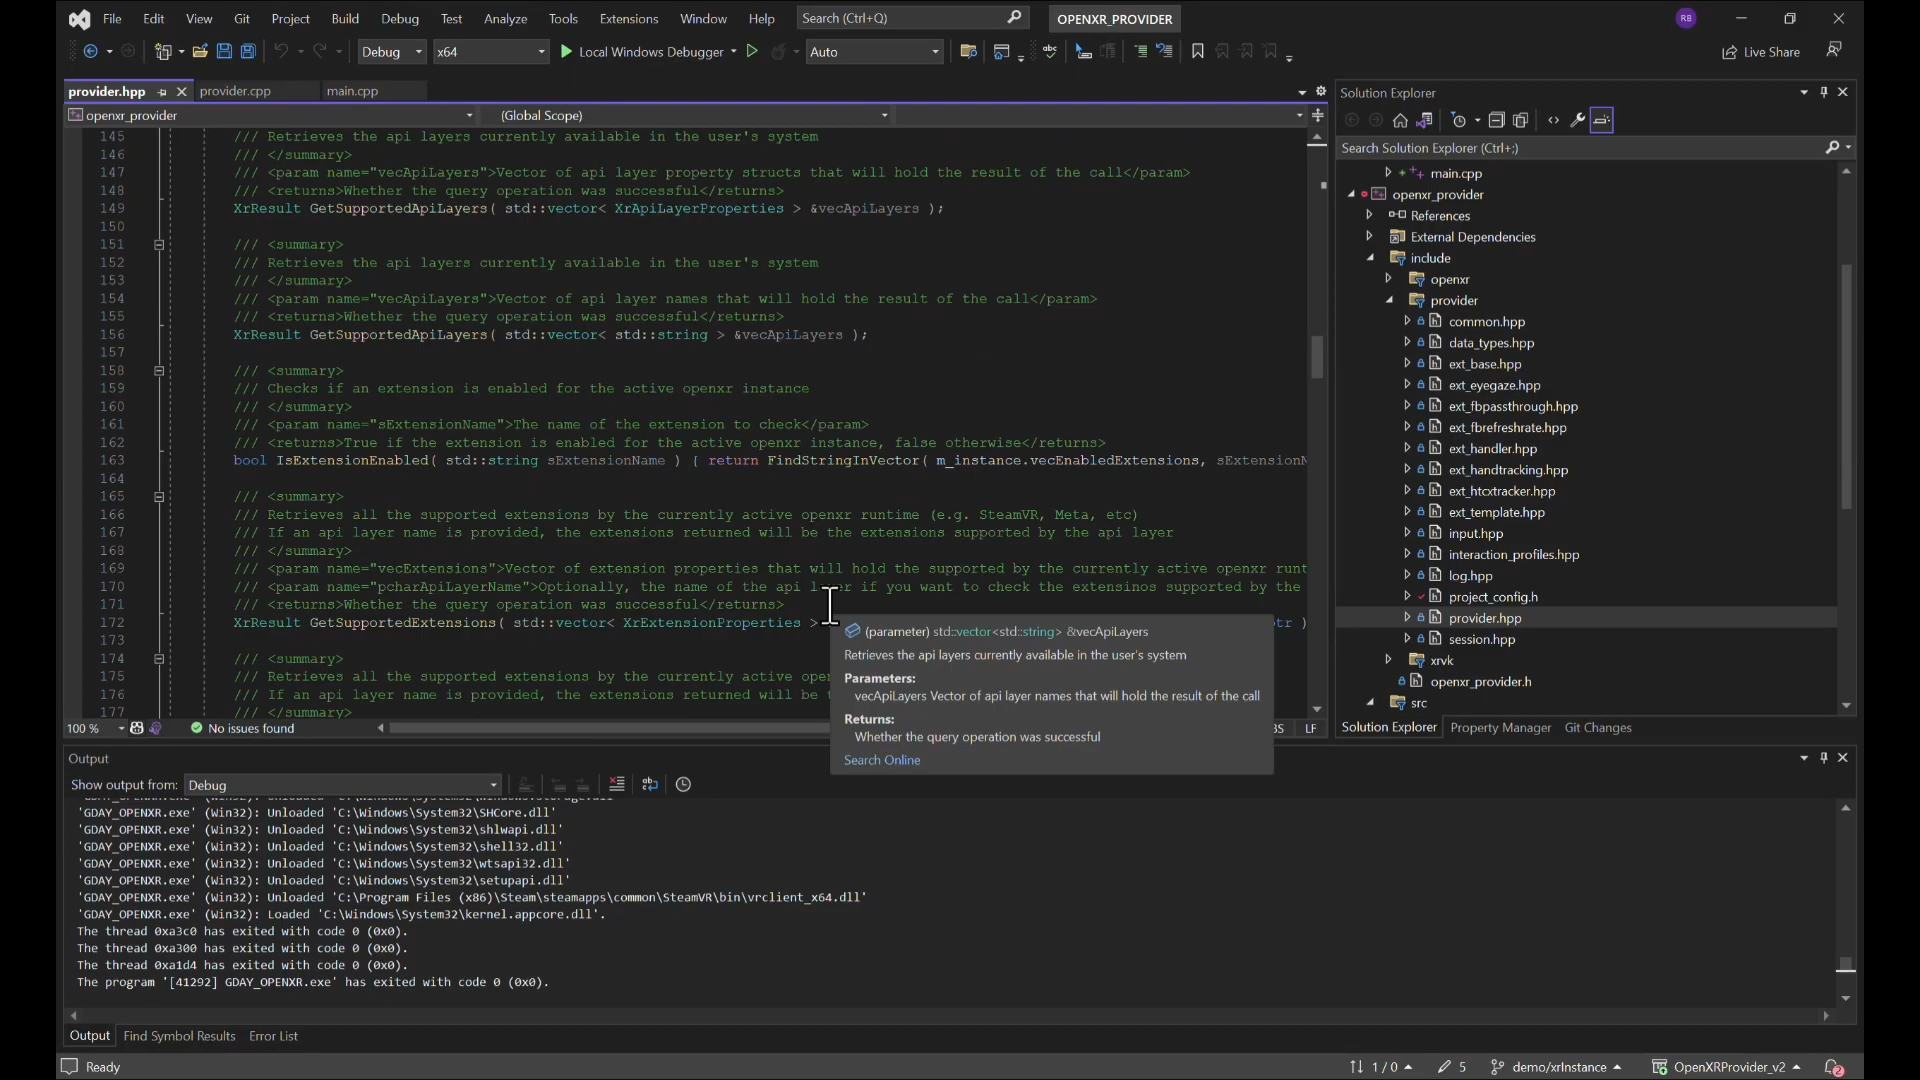 File Edit View Git Project Build Debug Test Analyze Tools Extensions Window Help Search (Ctrl+Q) OPENXR_PROVIDER RB
Debug x64 Local Windows Debugger Auto Live Share
provider.hpp provider.cpp main.cpp
openxr_provider (Global Scope)
145 /// Retrieves the api layers currently available in the user's system
146 /// </summary>
147 /// <param name="vecApiLayers">Vector of api layer property structs that will hold the result of the call</param>
148 /// <returns>Whether the query operation was successful</returns>
149 XrResult GetSupportedApiLayers( std::vector< XrApiLayerProperties > &vecApiLayers );
150
151 /// <summary>
152 /// Retrieves the api layers currently available in the user's system
153 /// </summary>
154 /// <param name="vecApiLayers">Vector of api layer names that will hold the result of the call</param>
155 /// <returns>Whether the query operation was successful</returns>
156 XrResult GetSupportedApiLayers( std::vector< std::string > &vecApiLayers );
157
158 /// <summary>
159 /// Checks if an extension is enabled for the active openxr instance
160 /// </summary>
161 /// <param name="sExtensionName">The name of the extension to check</param>
162 /// <returns>True if the extension is enabled for the active openxr instance, false otherwise</returns>
163 bool IsExtensionEnabled( std::string sExtensionName ) { return FindStringInVector( m_instance.vecEnabledExtensions, sExtensionN
164
165 /// <summary>
166 /// Retrieves all the supported extensions by the currently active openxr runtime (e.g. SteamVR, Meta, etc)
167 /// If an api layer name is provided, the extensions returned will be the extensions supported by the api layer
168 /// </summary>
169 /// <param name="vecExtensions">Vector of extension properties that will hold the supported by the currently active openxr runt
170 /// <param name="pcharApiLayerName">Optionally, the name of the api layer if you want to check the extensinos supported by the
171 /// <returns>Whether the query operation was successful</returns>
172 XrResult GetSupportedExtensions( std::vector< XrExtensionProperties > tr )
173
174 /// <summary>
175 /// Retrieves all the supported extensions by the currently active ope
176 /// If an api layer name is provided, the extensions returned will be
177 /// </summary>
(parameter) std::vector<std::string> &vecApiLayers
Retrieves the api layers currently available in the user's system
Parameters:
vecApiLayers Vector of api layer names that will hold the result of the call
Returns:
Whether the query operation was successful
Search Online
100 % No issues found LF
Solution Explorer
Search Solution Explorer (Ctrl+;)
main.cpp
openxr_provider
References
External Dependencies
include
openxr
provider
common.hpp
data_types.hpp
ext_base.hpp
ext_eyegaze.hpp
ext_fbpassthrough.hpp
ext_fbrefreshrate.hpp
ext_handler.hpp
ext_handtracking.hpp
ext_htcxtracker.hpp
ext_template.hpp
input.hpp
interaction_profiles.hpp
log.hpp
project_config.h
provider.hpp
session.hpp
xrvk
openxr_provider.h
src
Solution Explorer Property Manager Git Changes
Output
Show output from: Debug
'GDAY_OPENXR.exe' (Win32): Unloaded 'C:\Windows\System32\SHCore.dll'
'GDAY_OPENXR.exe' (Win32): Unloaded 'C:\Windows\System32\shlwapi.dll'
'GDAY_OPENXR.exe' (Win32): Unloaded 'C:\Windows\System32\shell32.dll'
'GDAY_OPENXR.exe' (Win32): Unloaded 'C:\Windows\System32\wtsapi32.dll'
'GDAY_OPENXR.exe' (Win32): Unloaded 'C:\Windows\System32\setupapi.dll'
'GDAY_OPENXR.exe' (Win32): Unloaded 'C:\Program Files (x86)\Steam\steamapps\common\SteamVR\bin\vrclient_x64.dll'
'GDAY_OPENXR.exe' (Win32): Loaded 'C:\Windows\System32\kernel.appcore.dll'.
The thread 0xa3c0 has exited with code 0 (0x0).
The thread 0xa300 has exited with code 0 (0x0).
The thread 0xa1d4 has exited with code 0 (0x0).
The program '[41292] GDAY_OPENXR.exe' has exited with code 0 (0x0).
Output Find Symbol Results Error List
Ready 1 / 0 5 demo/xrInstance OpenXRProvider_v2 2